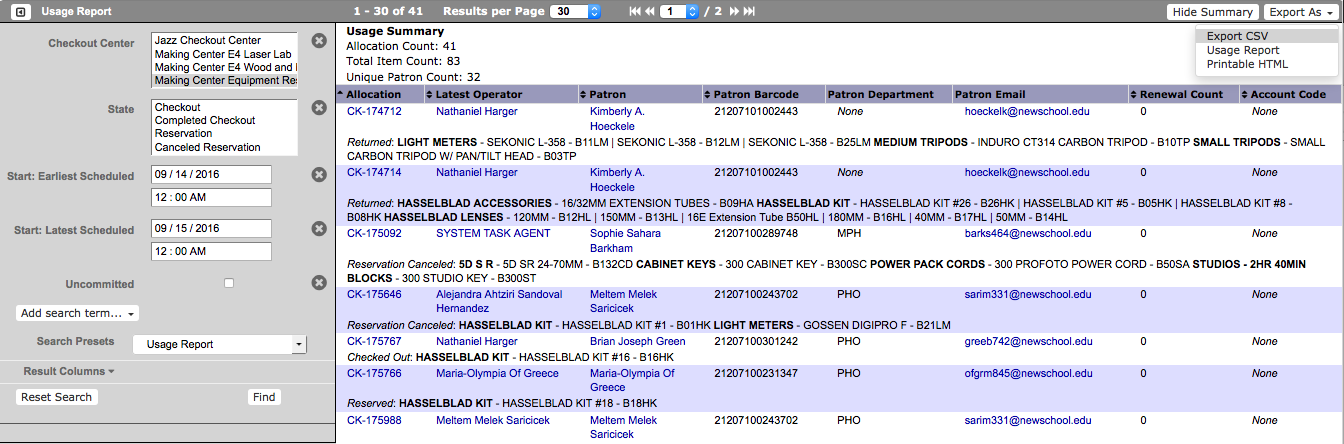 Usage Report
1 - 30 of 41 Results per Page 30 1 / 2
Hide Summary Export As
Export CSV
Usage Report
Printable HTML
Checkout Center
Jazz Checkout Center
Making Center E4 Laser Lab
Making Center E4 Wood and
Making Center Equipment Re
State
Checkout
Completed Checkout
Reservation
Canceled Reservation
Start: Earliest Scheduled
09 / 14 / 2016
12 : 00 AM
Start: Latest Scheduled
09 / 15 / 2016
12 : 00 AM
Uncommitted
Add search term...
Search Presets Usage Report
Result Columns
Reset Search Find
Usage Summary
Allocation Count: 41
Total Item Count: 83
Unique Patron Count: 32
Allocation Latest Operator Patron Patron Barcode Patron Department Patron Email Renewal Count Account Code
CK-174712 Nathaniel Harger Kimberly A. 21207101002443 None hoeckelk@newschool.edu 0 None
Hoeckele
Returned: LIGHT METERS - SEKONIC L-358 - B11LM | SEKONIC L-358 - B12LM | SEKONIC L-358 - B25LM MEDIUM TRIPODS - INDURO CT314 CARBON TRIPOD - B10TP SMALL TRIPODS - SMALL
CARBON TRIPOD W/ PAN/TILT HEAD - B03TP
CK-174714 Nathaniel Harger Kimberly A. 21207101002443 None hoeckelk@newschool.edu 0 None
Hoeckele
Returned: HASSELBLAD ACCESSORIES - 16/32MM EXTENSION TUBES - B09HA HASSELBLAD KIT - HASSELBLAD KIT #26 - B26HK | HASSELBLAD KIT #5 - B05HK | HASSELBLAD KIT #8 -
B08HK HASSELBLAD LENSES - 120MM - B12HL | 150MM - B13HL | 16E Extension Tube B50HL | 180MM - B16HL | 40MM - B17HL | 50MM - B14HL
CK-175092 SYSTEM TASK AGENT Sophie Sahara 21207100289748 MPH barks464@newschool.edu 0 None
Barkham
Reservation Canceled: 5D S R - 5D SR 24-70MM - B132CD CABINET KEYS - 300 CABINET KEY - B300SC POWER PACK CORDS - 300 PROFOTO POWER CORD - B50SA STUDIOS - 2HR 40MIN
BLOCKS - 300 STUDIO KEY - B300ST
CK-175646 Alejandra Ahtziri Sandoval Meltem Melek 21207100243702 PHO sarim331@newschool.edu 0 None
Hernandez Saricicek
Reservation Canceled: HASSELBLAD KIT - HASSELBLAD KIT #1 - B01HK LIGHT METERS - GOSSEN DIGIPRO F - B21LM
CK-175767 Nathaniel Harger Brian Joseph Green 21207100301242 PHO greeb742@newschool.edu 0 None
Checked Out: HASSELBLAD KIT - HASSELBLAD KIT #16 - B16HK
CK-175766 Maria-Olympia Of Greece Maria-Olympia Of 21207100231347 PHO ofgrm845@newschool.edu 0 None
Greece
Reserved: HASSELBLAD KIT - HASSELBLAD KIT #18 - B18HK
CK-175988 Meltem Melek Saricicek Meltem Melek 21207100243702 PHO sarim331@newschool.edu 0 None
Saricicek